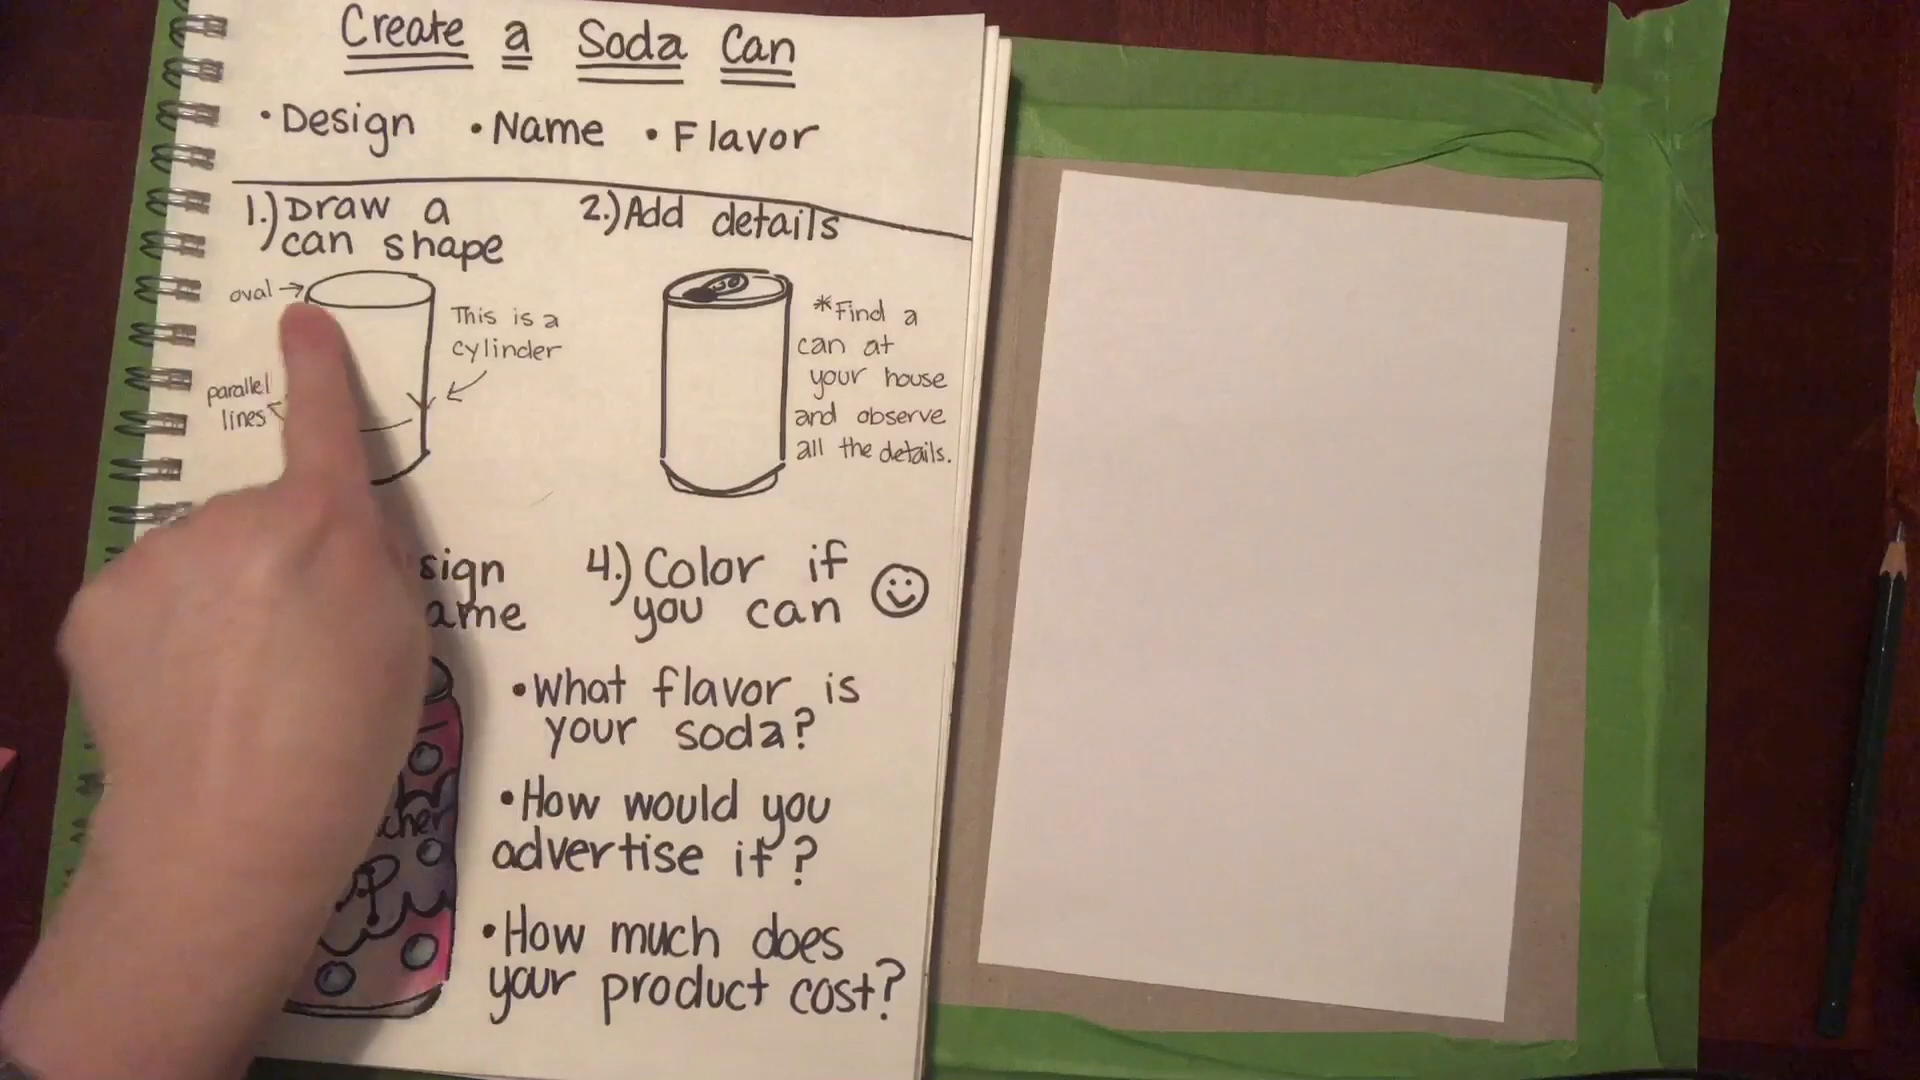 Create a Soda Can
• Design • Name • Flavor
1.) Draw a
can shape
oval →
This is a
cylinder
parallel
lines
2.) Add details
*Find a
can at
your house
and observe
all the details.
sign
ame
4.) Color if
you can
• What flavor is
your soda?
• How would you
advertise it?
• How much does
your product cost?
cher